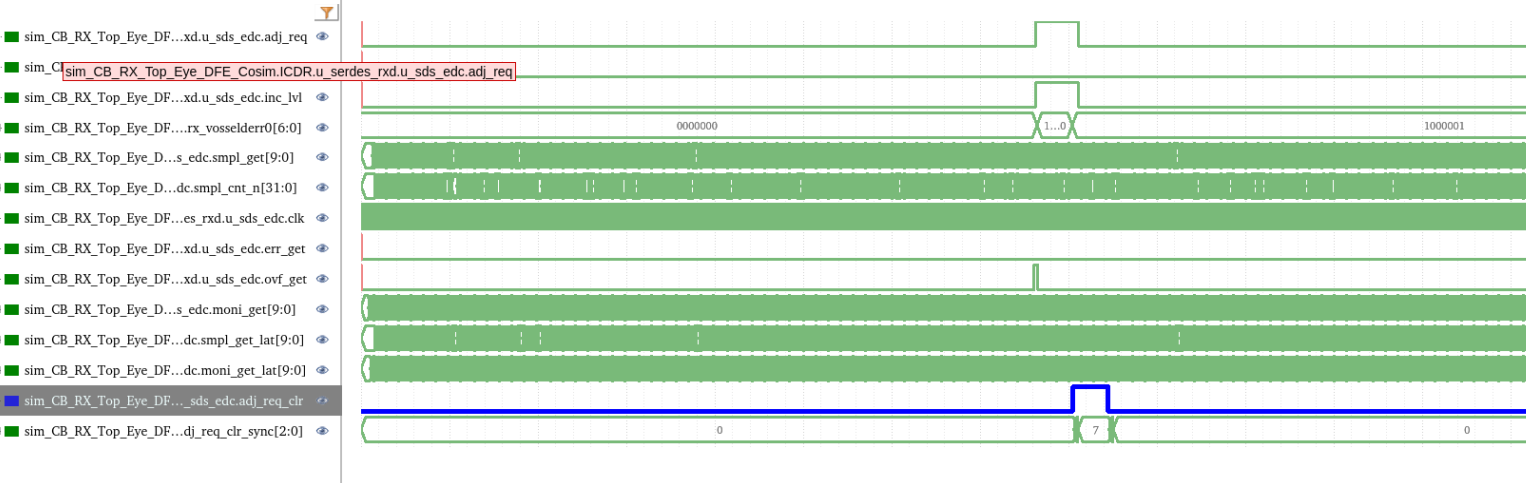 sim_CB_RX_Top_Eye_DF…xd.u_sds_edc.adj_req
sim_C
sim_CB_RX_Top_Eye_DFE_Cosim.ICDR.u_serdes_rxd.u_sds_edc.adj_req
sim_CB_RX_Top_Eye_DF…xd.u_sds_edc.inc_lvl
sim_CB_RX_Top_Eye_DF….rx_vosselderr0[6:0] 0000000 1…0 1000001
sim_CB_RX_Top_Eye_D…s_edc.smpl_get[9:0]
sim_CB_RX_Top_Eye_D…dc.smpl_cnt_n[31:0]
sim_CB_RX_Top_Eye_DF…es_rxd.u_sds_edc.clk
sim_CB_RX_Top_Eye_DF…xd.u_sds_edc.err_get
sim_CB_RX_Top_Eye_DF…xd.u_sds_edc.ovf_get
sim_CB_RX_Top_Eye_D…s_edc.moni_get[9:0]
sim_CB_RX_Top_Eye_DF…dc.smpl_get_lat[9:0]
sim_CB_RX_Top_Eye_DF…dc.moni_get_lat[9:0]
sim_CB_RX_Top_Eye_DF…_sds_edc.adj_req_clr
sim_CB_RX_Top_Eye_DF…dj_req_clr_sync[2:0] 0 7 0